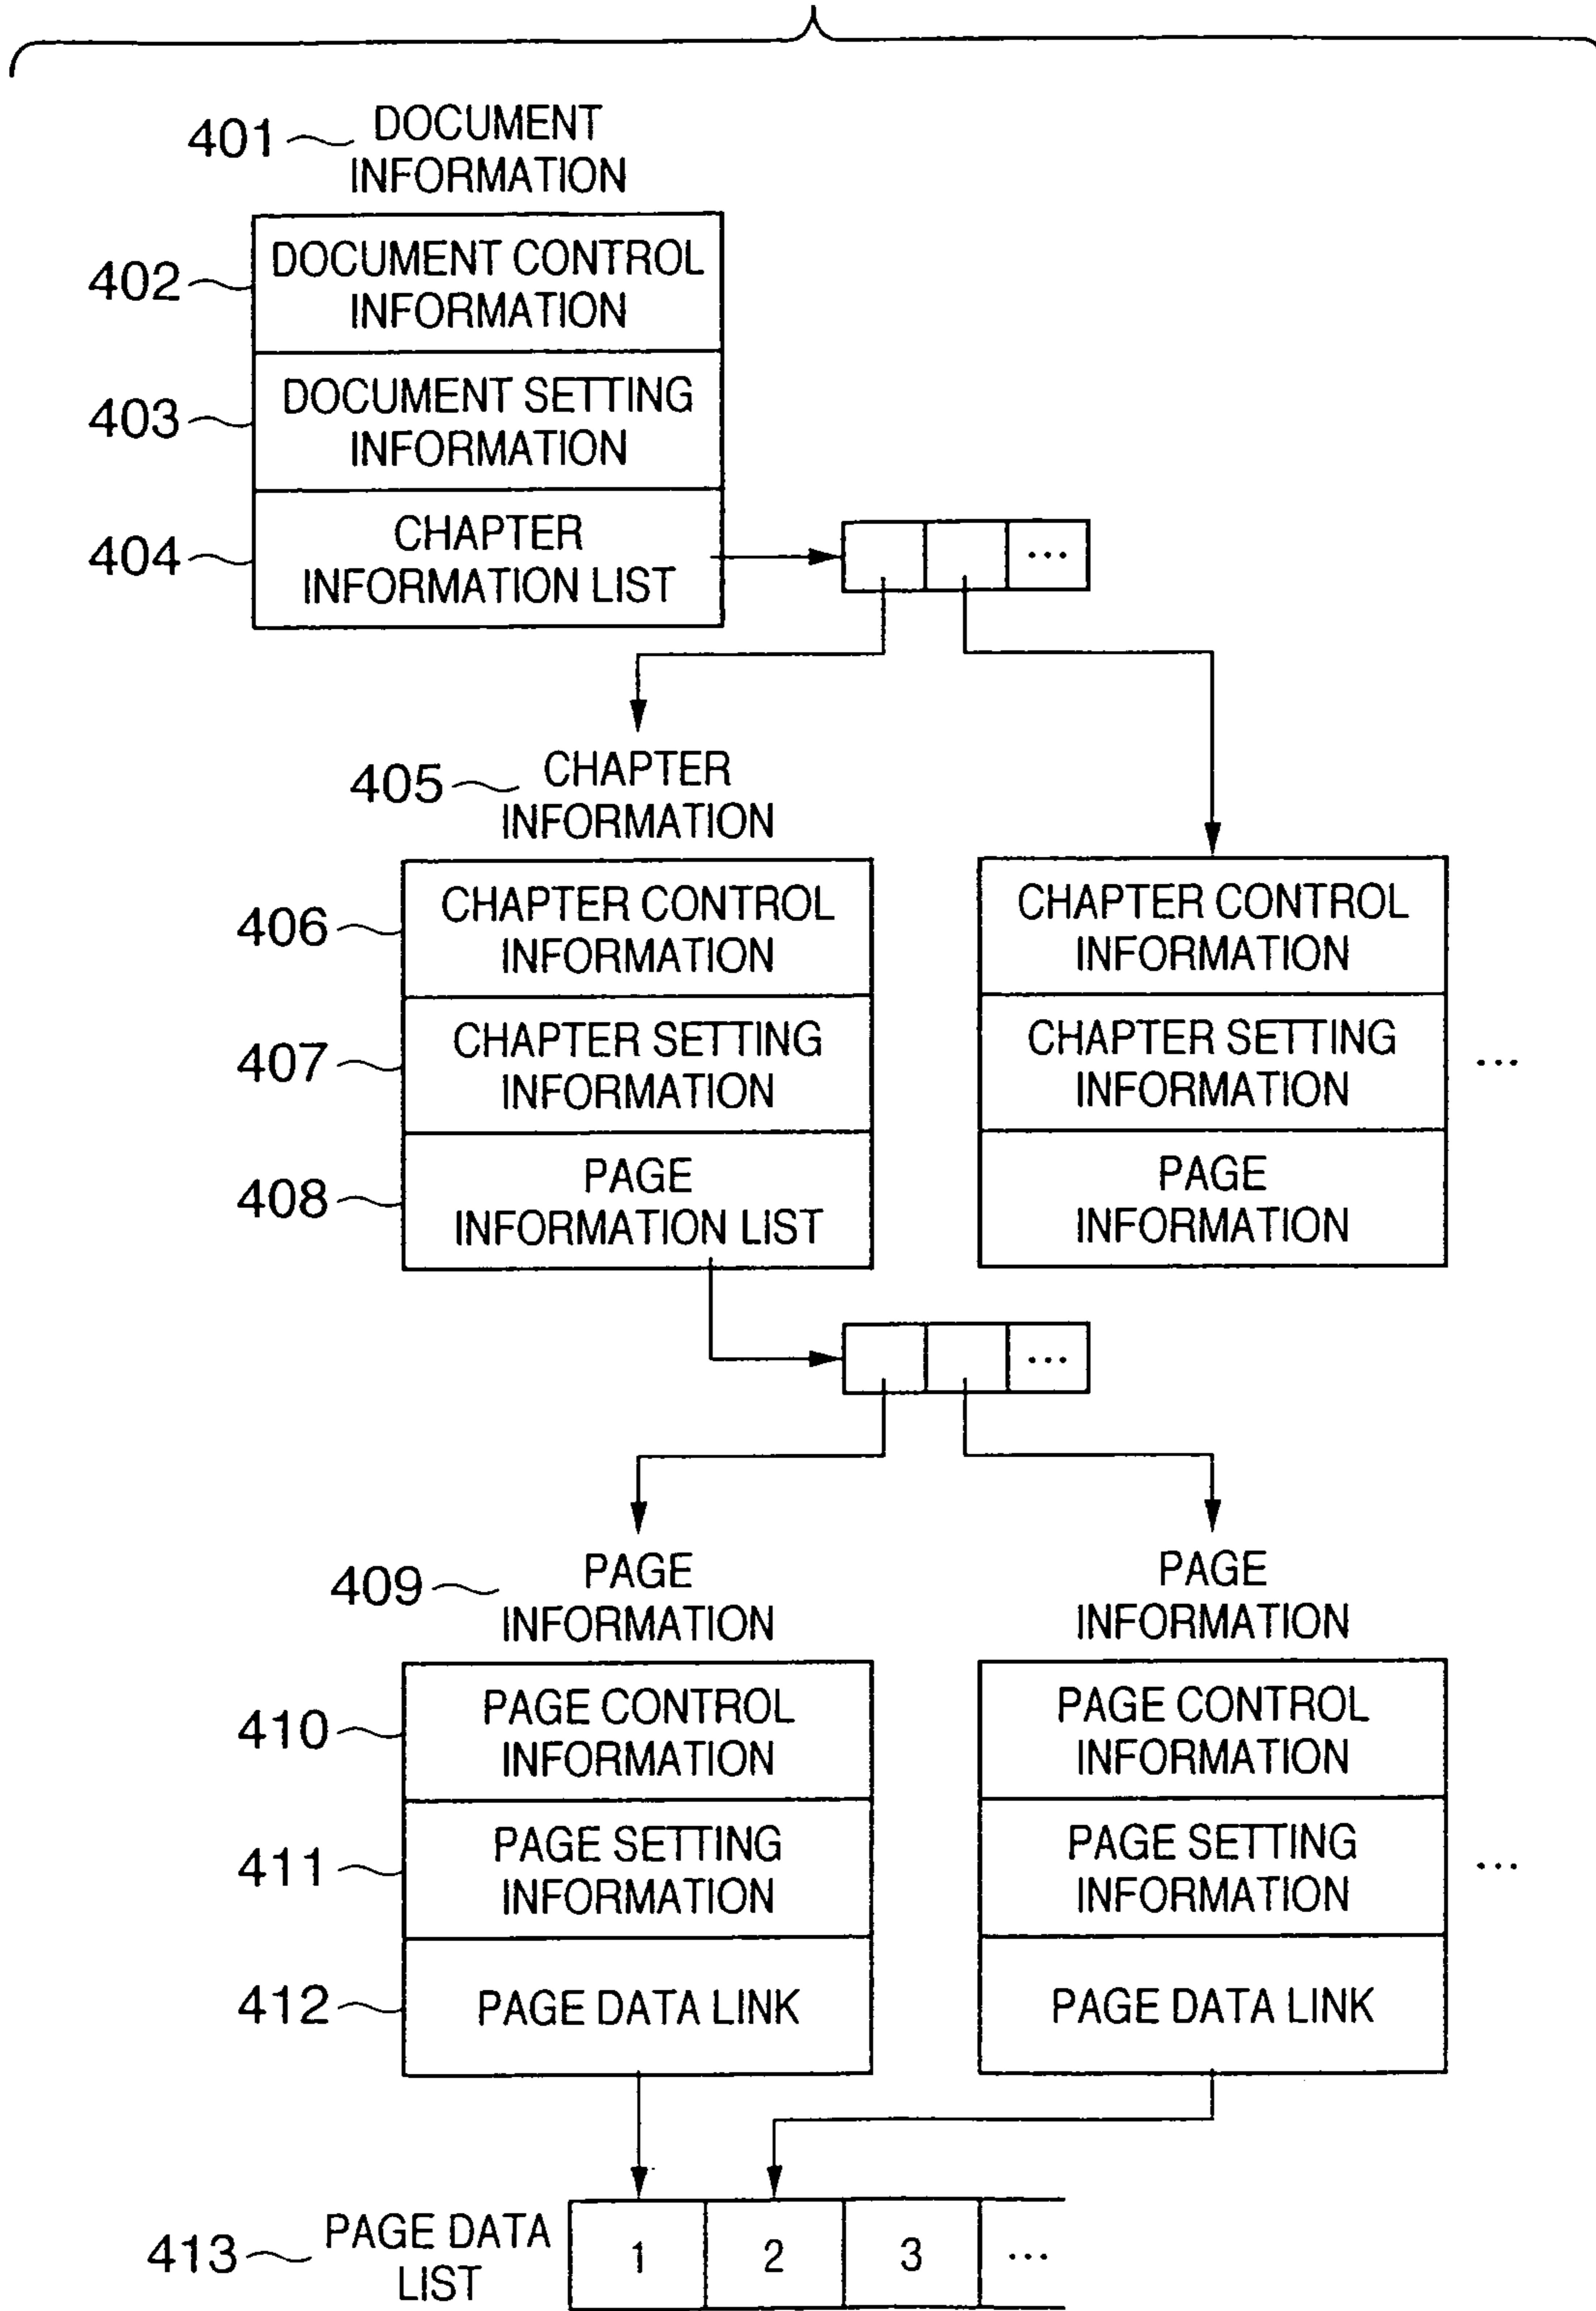 401 DOCUMENT
INFORMATION
402 DOCUMENT CONTROL
INFORMATION
403 DOCUMENT SETTING
INFORMATION
404 CHAPTER
INFORMATION LIST
...
405 CHAPTER
INFORMATION
406 CHAPTER CONTROL
INFORMATION
407 CHAPTER SETTING
INFORMATION
408 PAGE
INFORMATION LIST
CHAPTER CONTROL
INFORMATION
CHAPTER SETTING
INFORMATION
...
PAGE
INFORMATION
...
409 PAGE
INFORMATION
410 PAGE CONTROL
INFORMATION
411 PAGE SETTING
INFORMATION
412 PAGE DATA LINK
PAGE
INFORMATION
PAGE CONTROL
INFORMATION
PAGE SETTING
INFORMATION
...
PAGE DATA LINK
413 PAGE DATA
LIST
1 2 3 ...